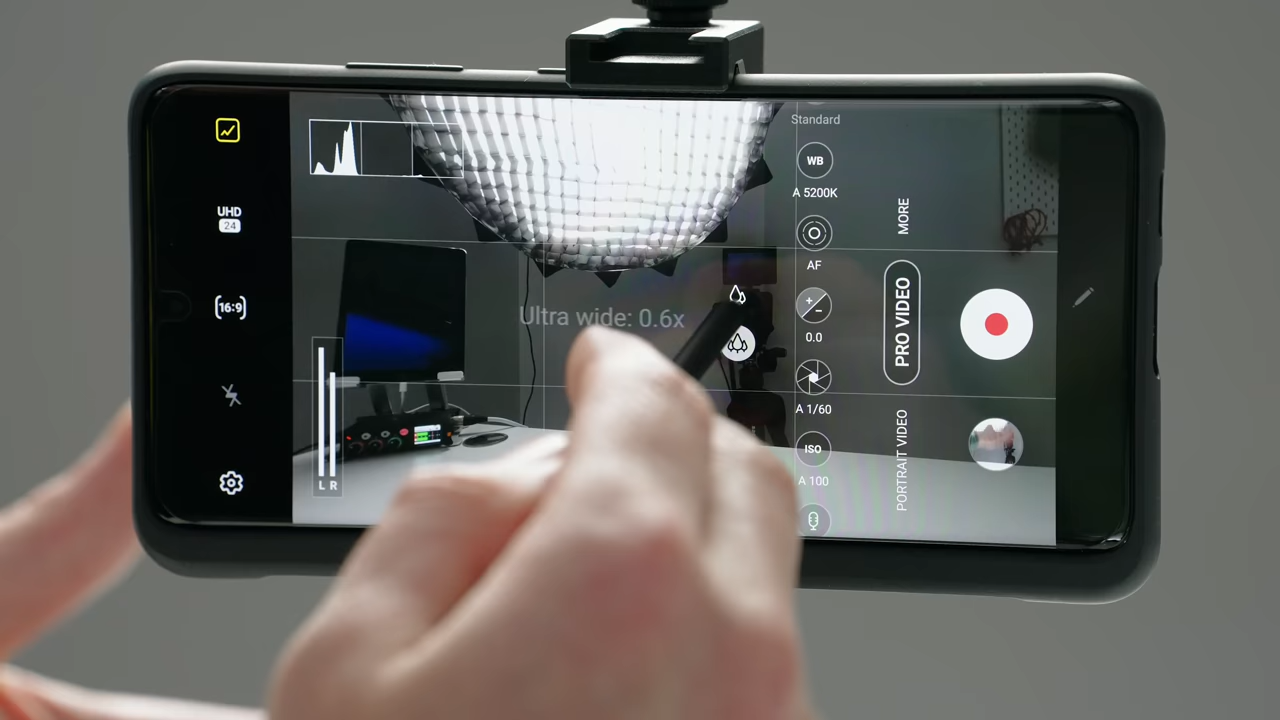 UHD
24
16:9
L R
Ultra wide: 0.6x
Standard
WB
A 5200K
AF
0.0
A 1/60
ISO
A 100
MORE
PRO VIDEO
PORTRAIT VIDEO